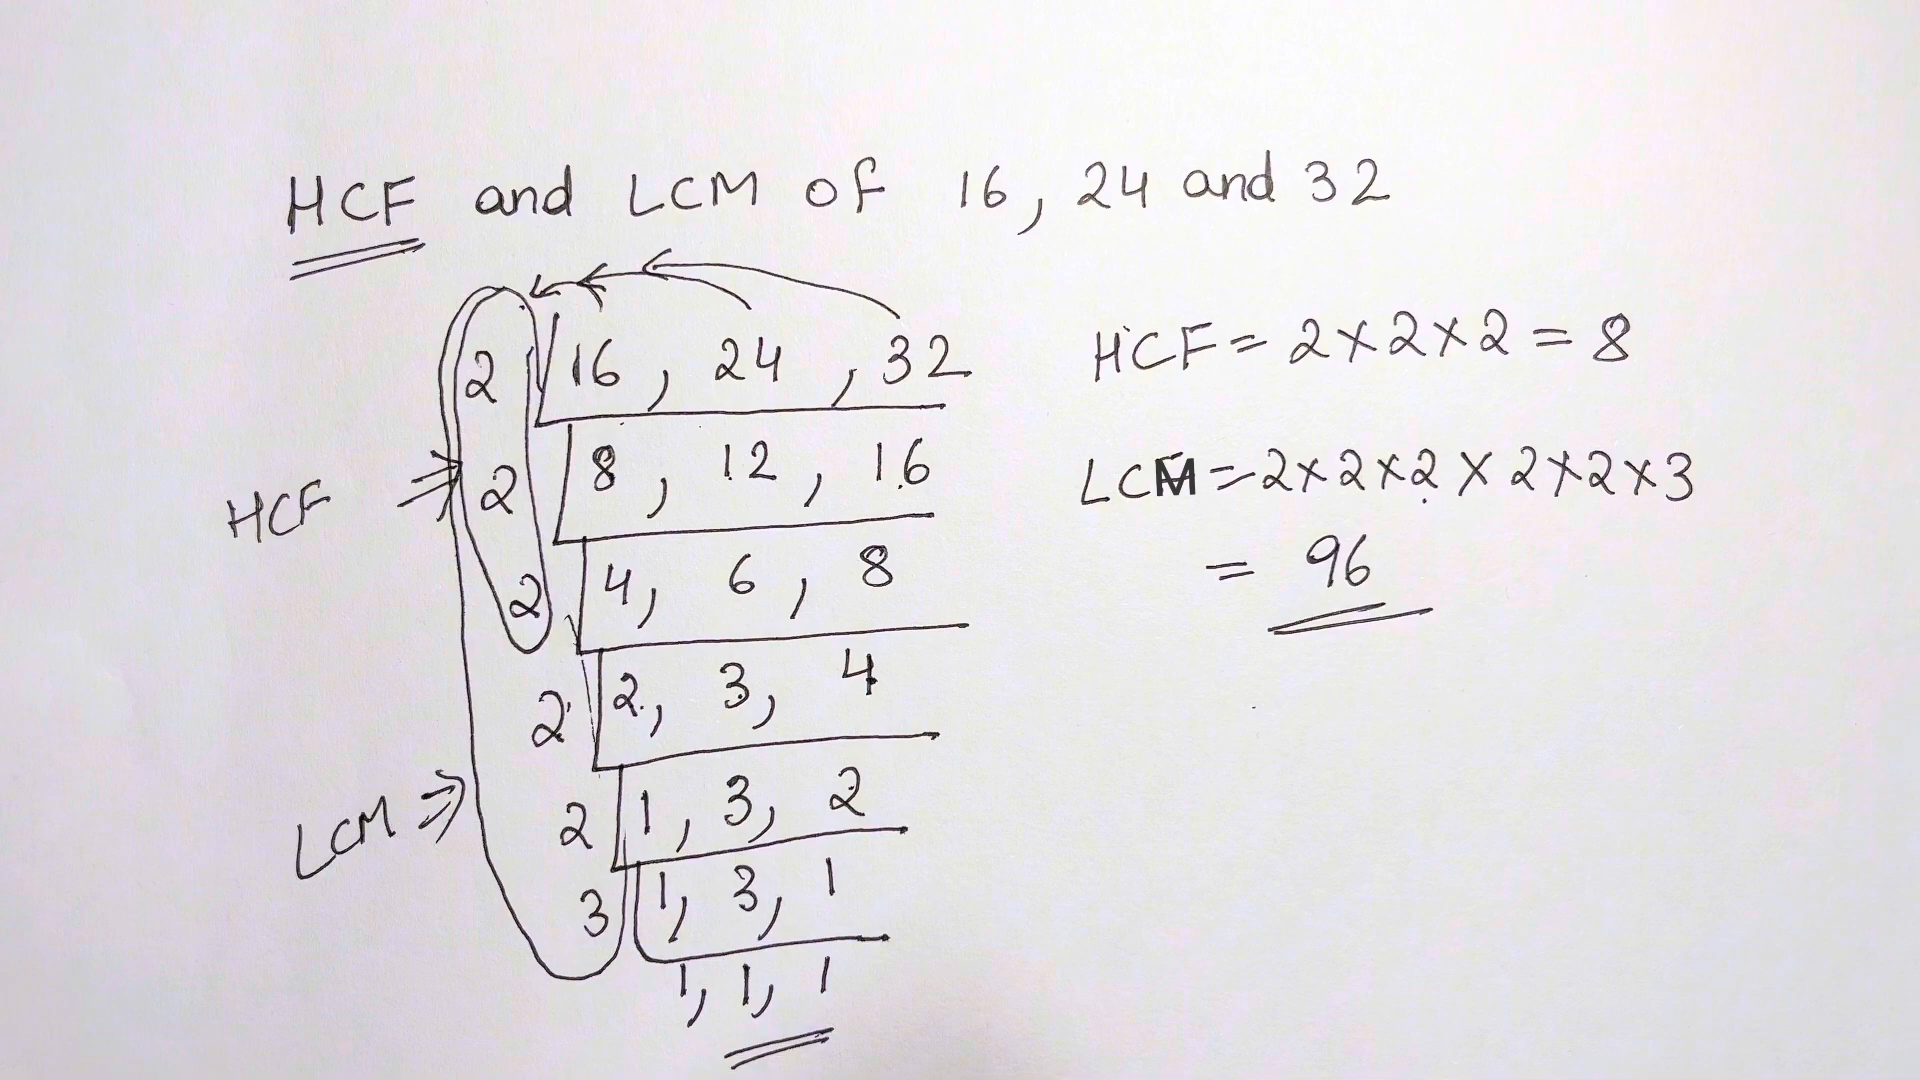 HCF and LCM of 16, 24 and 32
2 16, 24, 32
2 8, 12, 16
2 4, 6, 8
2 2, 3, 4
2 1, 3, 2
3 1, 3, 1
1, 1, 1
HCF ⇒
LCM ⇒
HCF = 2×2×2 = 8
LCM = 2×2×2×2×2×3
= 96